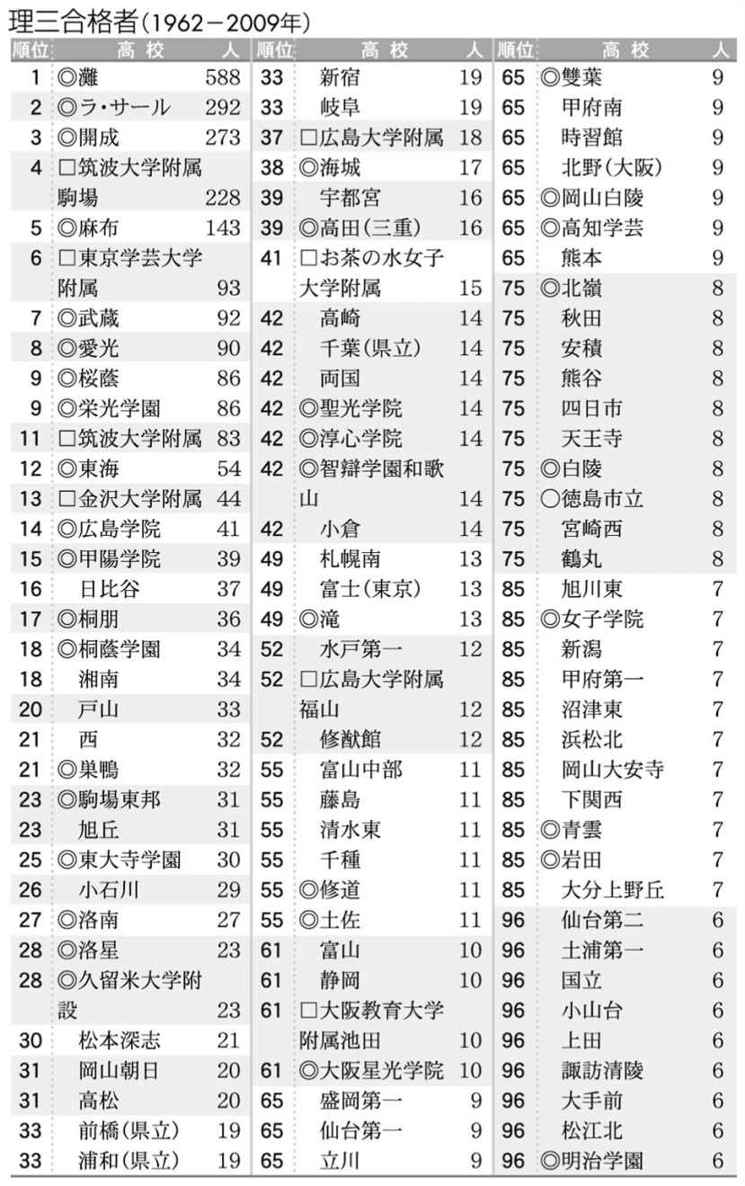 理三合格者(1962－2009年)
順位 高校 人
1 ◎灘 588
2 ◎ラ・サール 292
3 ◎開成 273
4 □筑波大学附属
駒場 228
5 ◎麻布 143
6 □東京学芸大学
附属 93
7 ◎武蔵 92
8 ◎愛光 90
9 ◎桜蔭 86
9 ◎栄光学園 86
11 □筑波大学附属 83
12 ◎東海 54
13 □金沢大学附属 44
14 ◎広島学院 41
15 ◎甲陽学院 39
16 日比谷 37
17 ◎桐朋 36
18 ◎桐蔭学園 34
18 湘南 34
20 戸山 33
21 西 32
21 ◎巣鴨 32
23 ◎駒場東邦 31
23 旭丘 31
25 ◎東大寺学園 30
26 小石川 29
27 ◎洛南 27
28 ◎洛星 23
28 ◎久留米大学附
設 23
30 松本深志 21
31 岡山朝日 20
31 高松 20
33 前橋(県立) 19
33 浦和(県立) 19
順位 高校 人
33 新宿 19
33 岐阜 19
37 □広島大学附属 18
38 ◎海城 17
39 宇都宮 16
39 ◎高田(三重) 16
41 □お茶の水女子
大学附属 15
42 高崎 14
42 千葉(県立) 14
42 両国 14
42 ◎聖光学院 14
42 ◎淳心学院 14
42 ◎智辯学園和歌
山 14
42 小倉 14
49 札幌南 13
49 富士(東京) 13
49 ◎滝 13
52 水戸第一 12
52 □広島大学附属
福山 12
52 修猷館 12
55 富山中部 11
55 藤島 11
55 清水東 11
55 千種 11
55 ◎修道 11
55 ◎土佐 11
61 富山 10
61 静岡 10
61 □大阪教育大学
附属池田 10
61 ◎大阪星光学院 10
65 盛岡第一 9
65 仙台第一 9
65 立川 9
順位 高校 人
65 ◎雙葉 9
65 甲府南 9
65 時習館 9
65 北野(大阪) 9
65 ◎岡山白陵 9
65 ◎高知学芸 9
65 熊本 9
75 ◎北嶺 8
75 秋田 8
75 安積 8
75 熊谷 8
75 四日市 8
75 天王寺 8
75 ◎白陵 8
75 ○徳島市立 8
75 宮崎西 8
75 鶴丸 8
85 旭川東 7
85 ◎女子学院 7
85 新潟 7
85 甲府第一 7
85 沼津東 7
85 浜松北 7
85 岡山大安寺 7
85 下関西 7
85 ◎青雲 7
85 ◎岩田 7
85 大分上野丘 7
96 仙台第二 6
96 土浦第一 6
96 国立 6
96 小山台 6
96 上田 6
96 諏訪清陵 6
96 大手前 6
96 松江北 6
96 ◎明治学園 6